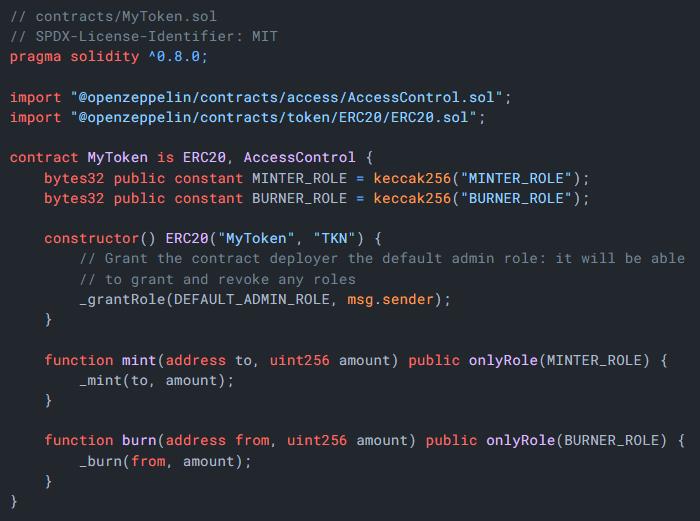 // contracts/MyToken.sol
// SPDX-License-Identifier: MIT
pragma solidity ^0.8.0;

import "@openzeppelin/contracts/access/AccessControl.sol";
import "@openzeppelin/contracts/token/ERC20/ERC20.sol";

contract MyToken is ERC20, AccessControl {
    bytes32 public constant MINTER_ROLE = keccak256("MINTER_ROLE");
    bytes32 public constant BURNER_ROLE = keccak256("BURNER_ROLE");

    constructor() ERC20("MyToken", "TKN") {
        // Grant the contract deployer the default admin role: it will be able
        // to grant and revoke any roles
        _grantRole(DEFAULT_ADMIN_ROLE, msg.sender);
    }

    function mint(address to, uint256 amount) public onlyRole(MINTER_ROLE) {
        _mint(to, amount);
    }

    function burn(address from, uint256 amount) public onlyRole(BURNER_ROLE) {
        _burn(from, amount);
    }
}